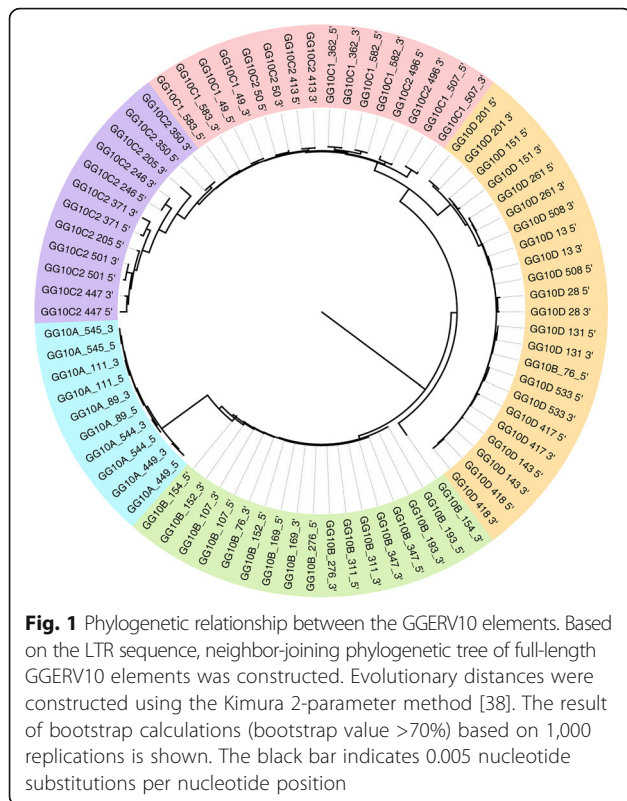 GG10C1_583_5'
GG10C1_583_3'
GG10C1_49_5'
GG10C1_49_3'
GG10C2 50 5'
GG10C2 50 3'
GG10C2 413 5'
GG10C2 413 3'
GG10C1_362_5'
GG10C1_362_3'
GG10C1_582_5'
GG10C1_582_3'
GG10C2 496 5'
GG10C2 496 3'
GG10C1_507_5'
GG10C1_507_3'
GG10D_201 5'
GG10D_201 3'
GG10D 151 5'
GG10D 151 3'
GG10D 261 5'
GG10D 261 3'
GG10D 508 3'
GG10D 13 5'
GG10D 13 3'
GG10D 508 5'
GG10D 28 5'
GG10D 28 3'
GG10D 131 5'
GG10D 131 3'
GG10B_76_5'
GG10D 533 5'
GG10D 533 3'
GG10D 417 5'
GG10D 417 3'
GG10D 143 5'
GG10D 143 3'
GG10D 418 5'
GG10D 418 3'
GG10B_154_3'
GG10B_193_5'
GG10B_193_3'
GG10B_347_5'
GG10B_347_3'
GG10B_311_3'
GG10B_311_5'
GG10B_276_3'
GG10B_276_5'
GG10B_169_3'
GG10B_169_5'
GG10B_152_5'
GG10B_76_3'
GG10B_107_5'
GG10B_107_3'
GG10B_152_3'
GG10B_154_5'
GG10A_449_5
GG10A_449_3
GG10A_544_5
GG10A_544_3
GG10A_89_5
GG10A_89_3
GG10A_111_5
GG10A_111_3
GG10A_545_5
GG10A_545_3
GG10C2 447 5'
GG10C2 447 3'
GG10C2 501 5'
GG10C2 501 3'
GG10C2 205 5'
GG10C2 371 5'
GG10C2 371 3'
GG10C2 246 5'
GG10C2 246 3'
GG10C2_205 3'
GG10C2_350 5'
GG10C2_350 3'
Fig. 1 Phylogenetic relationship between the GGERV10 elements. Based
on the LTR sequence, neighbor-joining phylogenetic tree of full-length
GGERV10 elements was constructed. Evolutionary distances were
constructed using the Kimura 2-parameter method [38]. The result
of bootstrap calculations (bootstrap value >70%) based on 1,000
replications is shown. The black bar indicates 0.005 nucleotide
substitutions per nucleotide position